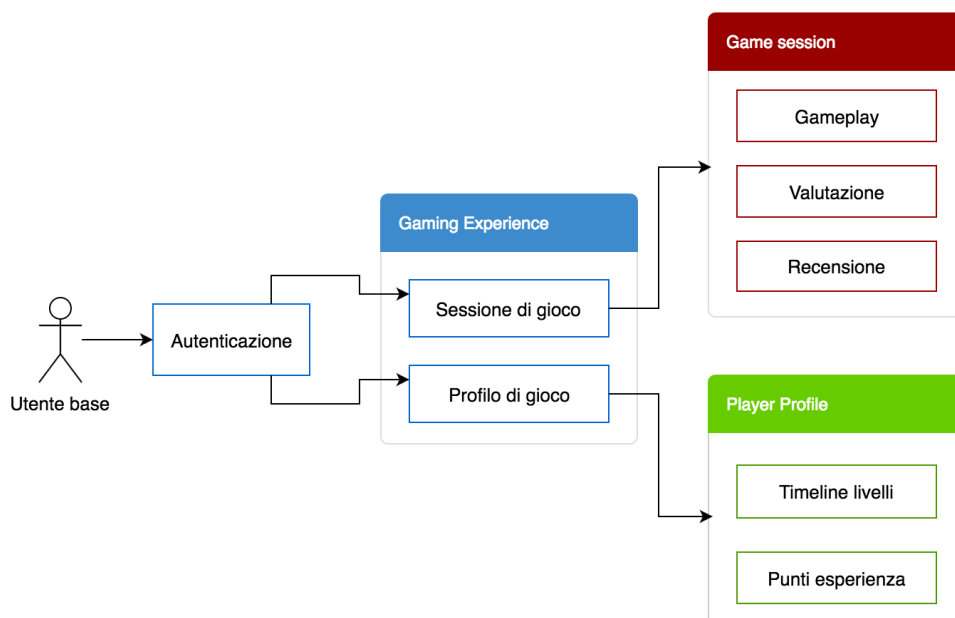 Game session
Gameplay
Valutazione
Recensione
Gaming Experience
Sessione di gioco
Profilo di gioco
Autenticazione
Utente base
Player Profile
Timeline livelli
Punti esperienza